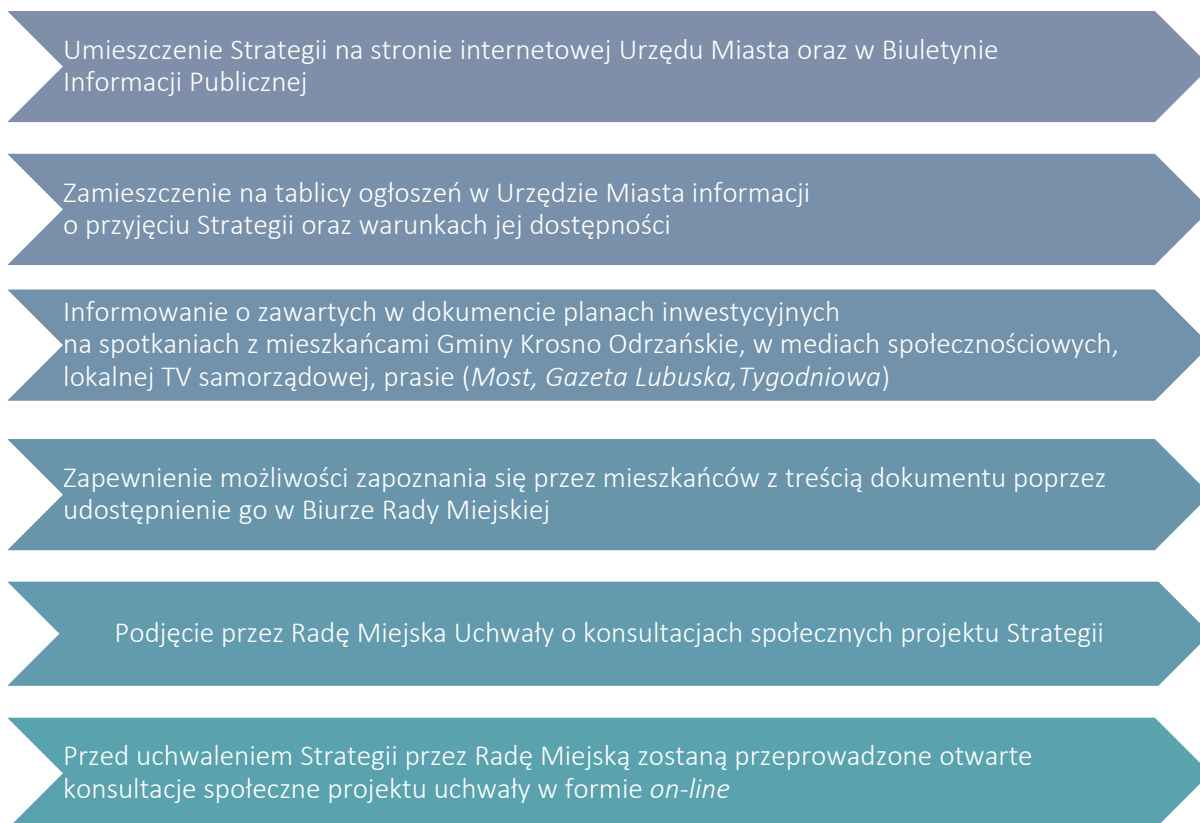 Umieszczenie Strategii na stronie internetowej Urzędu Miasta oraz w Biuletynie
Informacji Publicznej
Zamieszczenie na tablicy ogłoszeń w Urzędzie Miasta informacji
o przyjęciu Strategii oraz warunkach jej dostępności
Informowanie o zawartych w dokumencie planach inwestycyjnych
na spotkaniach z mieszkańcami Gminy Krosno Odrzańskie, w mediach społecznościowych,
lokalnej TV samorządowej, prasie (Most, Gazeta Lubuska,Tygodniowa)
Zapewnienie możliwości zapoznania się przez mieszkańców z treścią dokumentu poprzez
udostępnienie go w Biurze Rady Miejskiej
Podjęcie przez Radę Miejska Uchwały o konsultacjach społecznych projektu Strategii
Przed uchwaleniem Strategii przez Radę Miejską zostaną przeprowadzone otwarte
konsultacje społeczne projektu uchwały w formie on-line